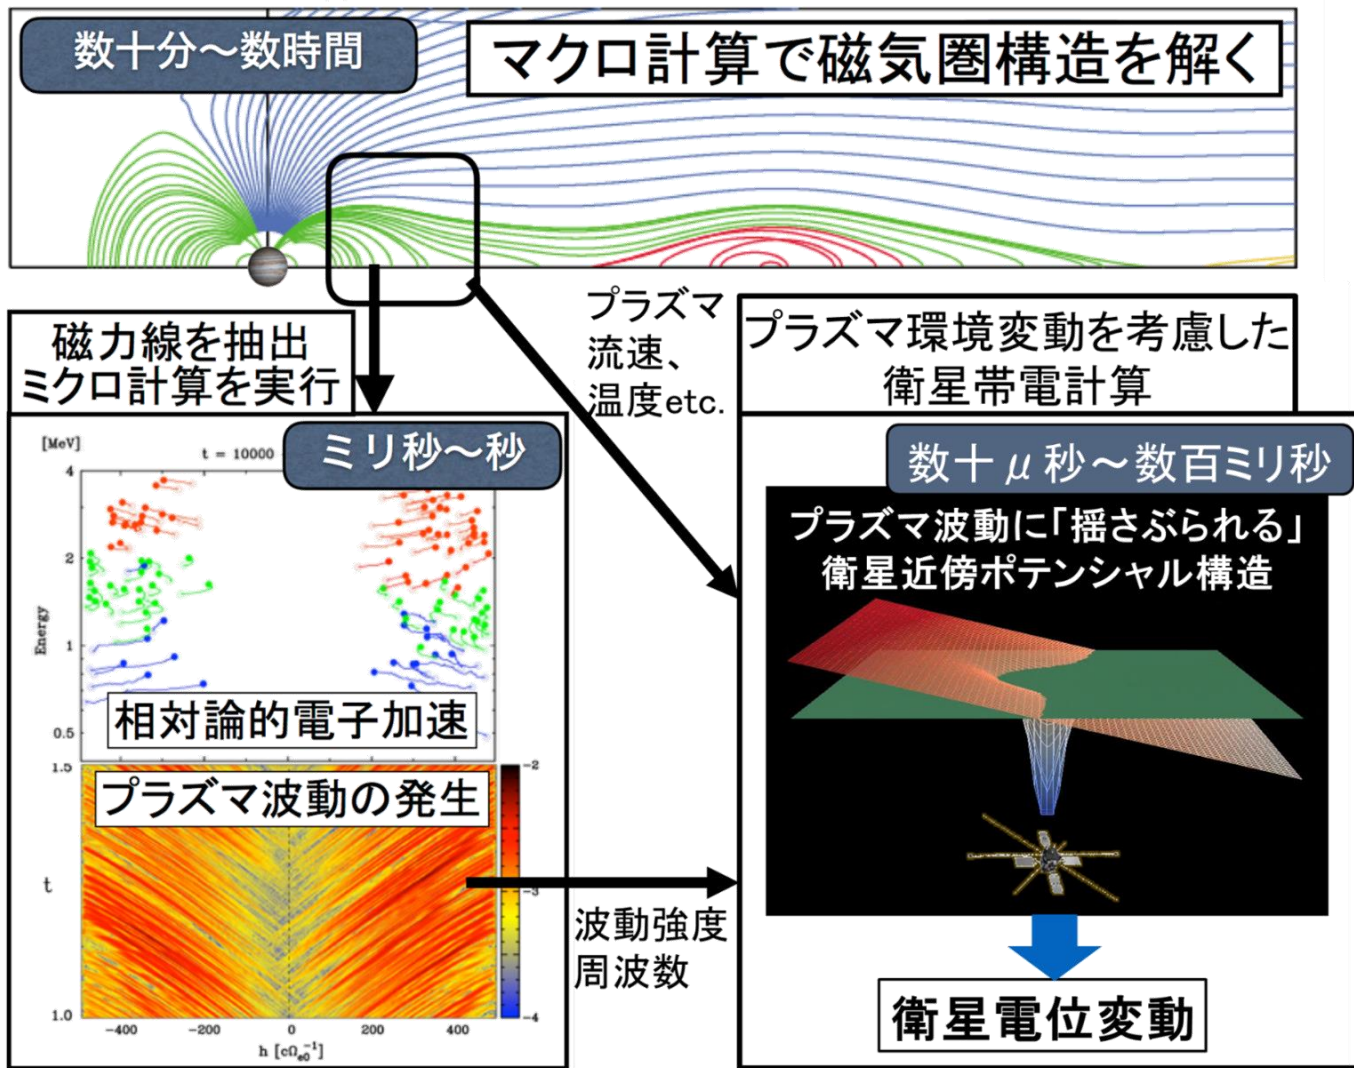 数十分～数時間
マクロ計算で磁気圏構造を解く
磁力線を抽出
ミクロ計算を実行
プラズマ
流速、
温度etc.
プラズマ環境変動を考慮した
衛星帯電計算
[MeV]
t = 10000
ミリ秒～秒
4
2
1
0.5
Energy
相対論的電子加速
1.5
プラズマ波動の発生
t
1.0
-2
-3
-4
-400
-200
0
200
400
h [cΩe0⁻¹]
波動強度
周波数
数十μ秒～数百ミリ秒
プラズマ波動に「揺さぶられる」
衛星近傍ポテンシャル構造
衛星電位変動